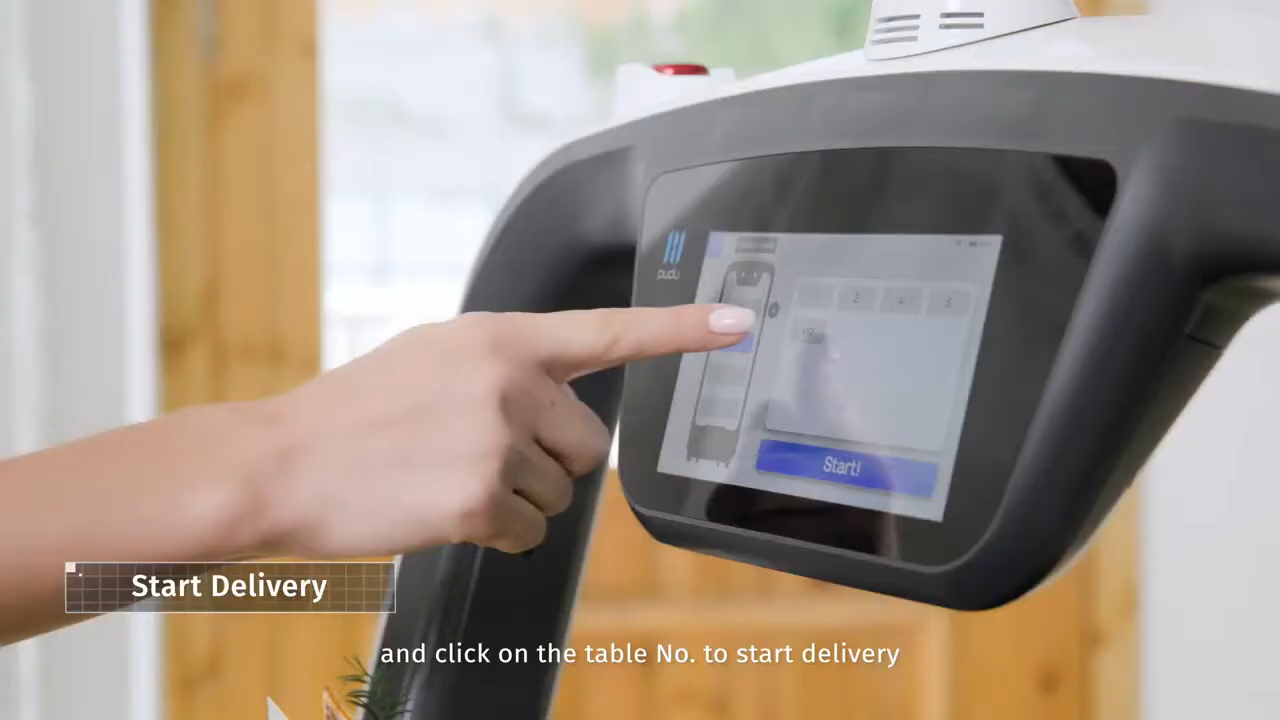 pudu
2 4 5
Start!
Start Delivery
and click on the table No. to start delivery